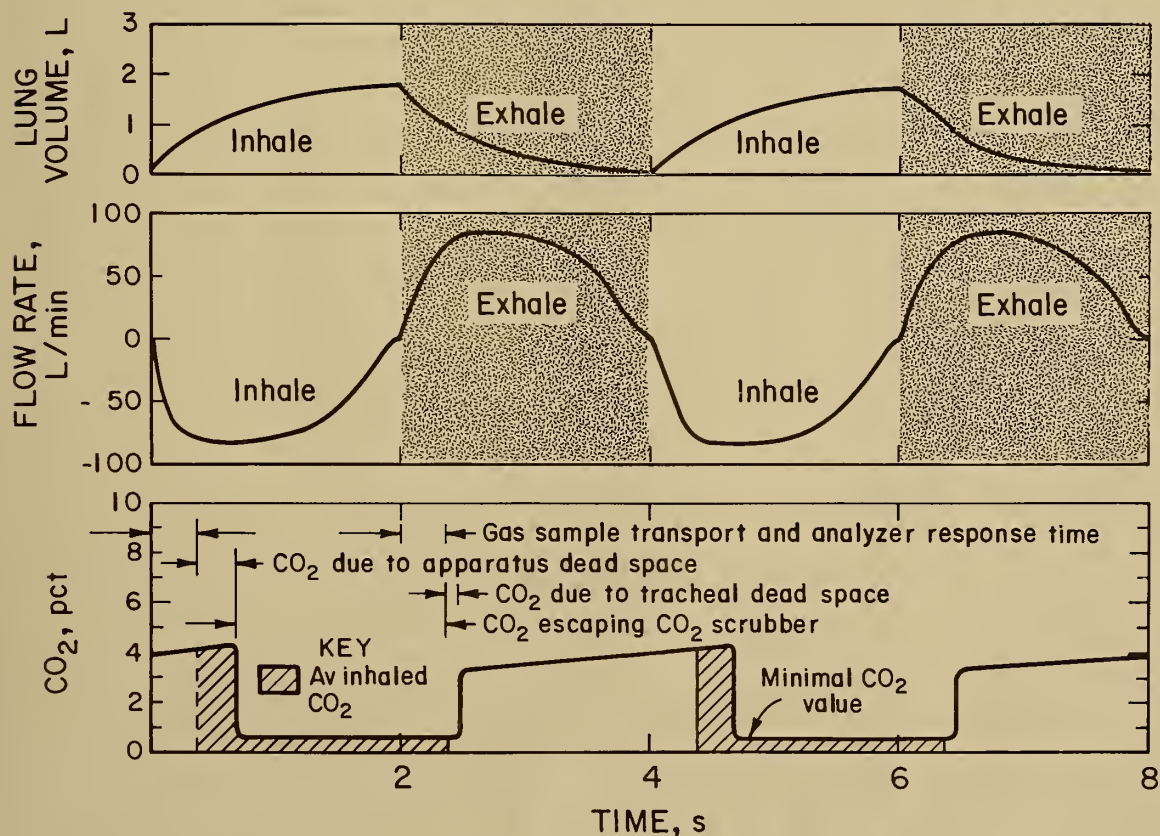 LUNG
VOLUME, L
3
2
1
0
Inhale
Exhale
Inhale
Exhale
FLOW RATE,
L/min
100
50
0
- 50
-100
Inhale
Exhale
Inhale
Exhale
CO₂, pct
10
8
6
4
2
0
Gas sample transport and analyzer response time
CO₂ due to apparatus dead space
CO₂ due to tracheal dead space
CO₂ escaping CO₂ scrubber
KEY
Av inhaled
CO₂
Minimal CO₂
value
2
4
6
8
TIME, s